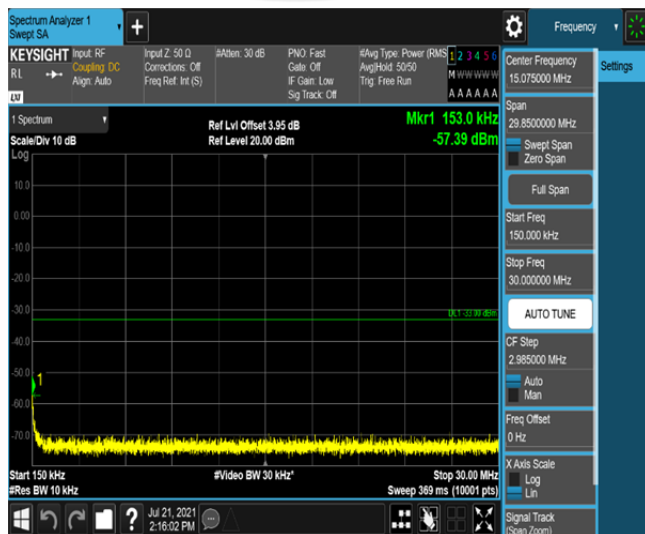 Spectrum Analyzer 1
Swept SA
+
Frequency
KEYSIGHT
Input: RF
Input Z: 50 Ω
#Atten: 30 dB
PNO: Fast
#Avg Type: Power (RMS
1 2 3 4 5 6
RL
Coupling: DC
Corrections: Off
Gate: Off
Avg|Hold: 50/50
M W W W W W
Align: Auto
Freq Ref: Int (S)
IF Gain: Low
Trig: Free Run
Sig Track: Off
A A A A A A
LXI
1 Spectrum
Ref Lvl Offset 3.95 dB
Mkr1 153.0 kHz
Scale/Div 10 dB
Ref Level 20.00 dBm
-57.39 dBm
Log
10.0
0.00
-10.0
-20.0
-30.0
DL1 -33.00 dBm
-40.0
-50.0
1
-60.0
-70.0
Start 150 kHz
#Video BW 30 kHz*
Stop 30.00 MHz
#Res BW 10 kHz
Sweep 369 ms (10001 pts)
?
Jul 21, 2021
2:16:02 PM
Center Frequency
15.075000 MHz
Settings
Span
29.8500000 MHz
Swept Span
Zero Span
Full Span
Start Freq
150.000 kHz
Stop Freq
30.000000 MHz
AUTO TUNE
CF Step
2.985000 MHz
Auto
Man
Freq Offset
0 Hz
X Axis Scale
Log
Lin
Signal Track
(Span Zoom)